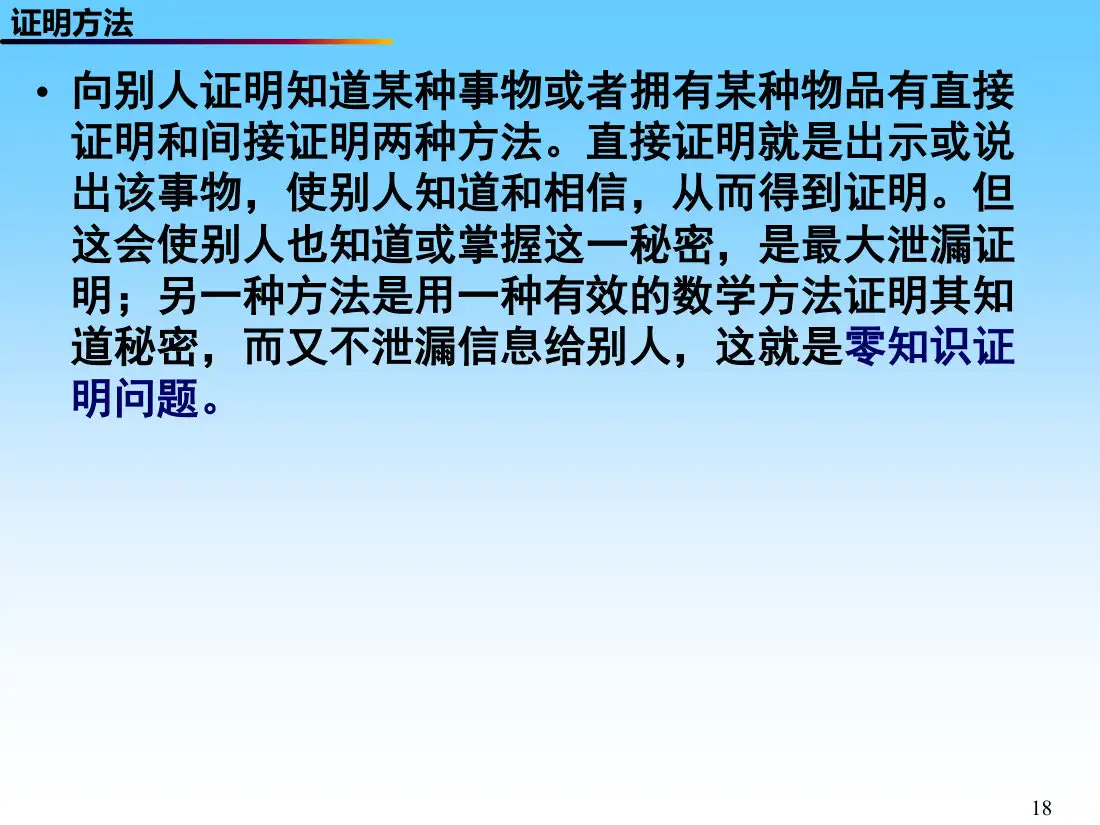 证明方法
• 向别人证明知道某种事物或者拥有某种物品有直接
证明和间接证明两种方法。直接证明就是出示或说
出该事物，使别人知道和相信，从而得到证明。但
这会使别人也知道或掌握这一秘密，是最大泄漏证
明；另一种方法是用一种有效的数学方法证明其知
道秘密，而又不泄漏信息给别人，这就是零知识证
明问题。
18